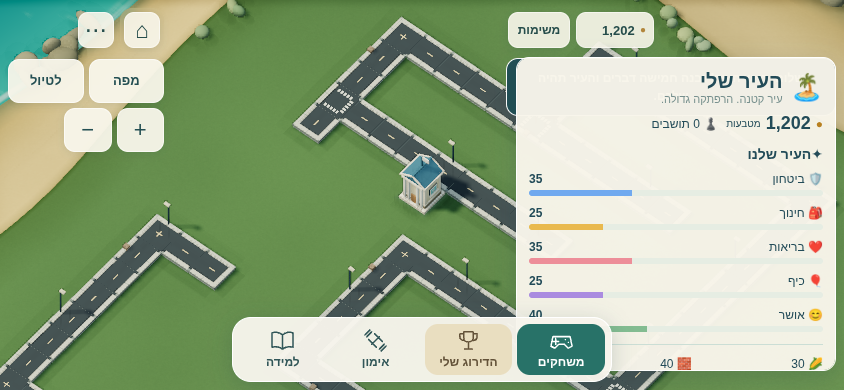 1,202
משימות
העיר שלי
עיר קטנה. הרפתקה גדולה.
1,202 מטבעות 0 תושבים
העיר שלנו
ביטחון 35
חינוך 25
בריאות 35
כיף 25
אושר 40
30 40
מפה
לטיול
+
−
משחקים
הדירוג שלי
אימון
למידה